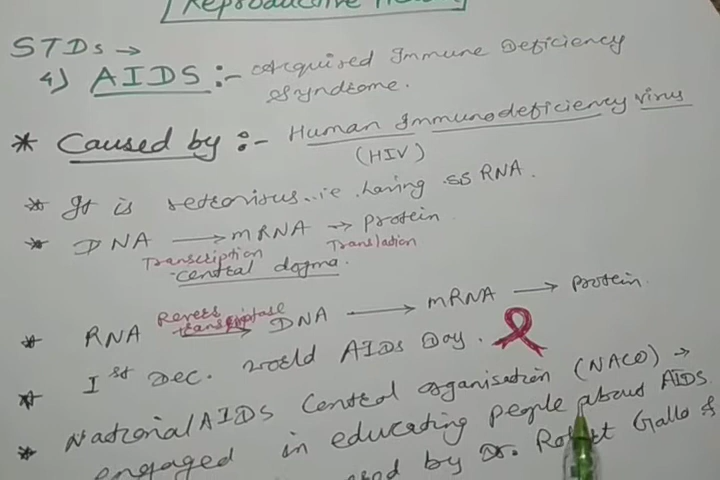 Reproductive
STDs →
4) AIDS :- Acquired Immune Deficiency
Syndrome.
* Caused by :- Human Immunodeficiency virus
(HIV)
* It is retrovirus..ie. having .ss RNA.
* DNA → mRNA → Protein
Transcription Translation
-central dogma.
* RNA Revers transcriptase → DNA → mRNA → Protein.
* 1st Dec. world AIDs Day.
* National AIDS Control Organisation (NACO) →
engaged in educating people about AIDS
by Dr. Robert Gallo &